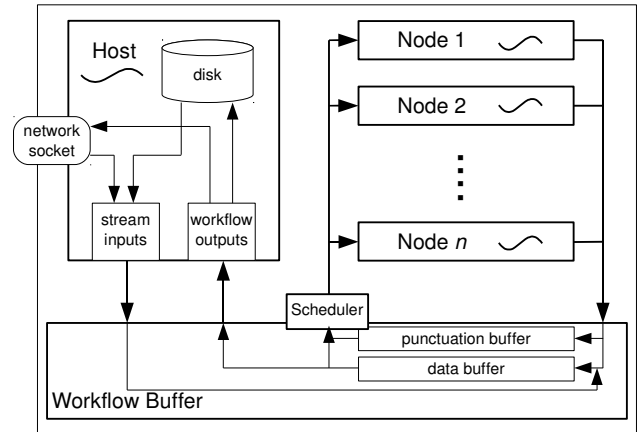 Host
disk
network
socket
stream
inputs
workflow
outputs
Node 1
Node 2
Node n
Scheduler
punctuation buffer
data buffer
Workflow Buffer